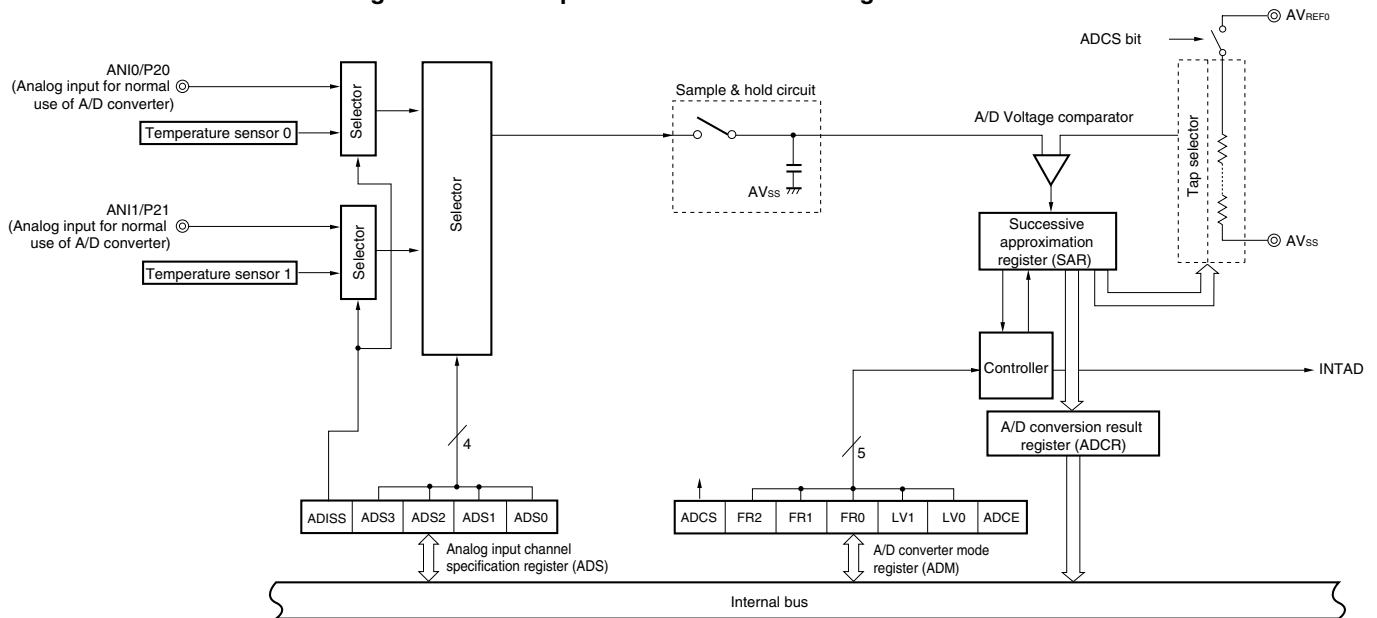 AVREF0
ADCS bit
ANI0/P20
(Analog input for normal
use of A/D converter)
Selector
Temperature sensor 0
Selector
Sample & hold circuit
A/D Voltage comparator
Tap selector
AVSS
ANI1/P21
(Analog input for normal
use of A/D converter)
Selector
Temperature sensor 1
Successive
approximation
register (SAR)
AVSS
Controller
INTAD
4
5
A/D conversion result
register (ADCR)
ADISS ADS3 ADS2 ADS1 ADS0
ADCS FR2 FR1 FR0 LV1 LV0 ADCE
Analog input channel
specification register (ADS)
A/D converter mode
register (ADM)
Internal bus